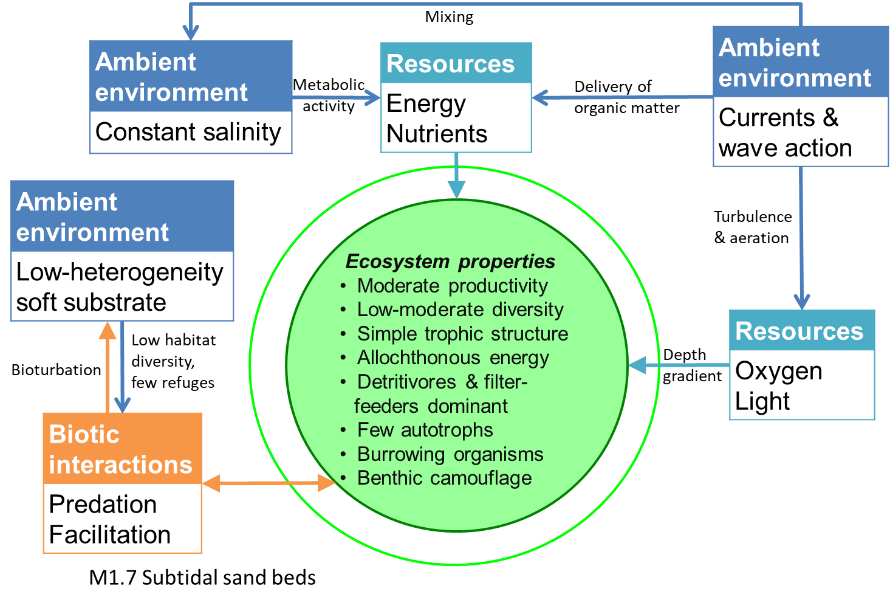 Mixing
Ambient
environment
Constant salinity
Metabolic
activity
Resources
Energy
Nutrients
Delivery of
organic matter
Ambient
environment
Currents &
wave action
Ambient
environment
Low-heterogeneity
soft substrate
Turbulence
& aeration
Ecosystem properties
• Moderate productivity
• Low-moderate diversity
• Simple trophic structure
• Allochthonous energy
• Detritivores & filter-
feeders dominant
• Few autotrophs
• Burrowing organisms
• Benthic camouflage
Resources
Oxygen
Light
Depth
gradient
Bioturbation
Low habitat
diversity,
few refuges
Biotic
interactions
Predation
Facilitation
M1.7 Subtidal sand beds